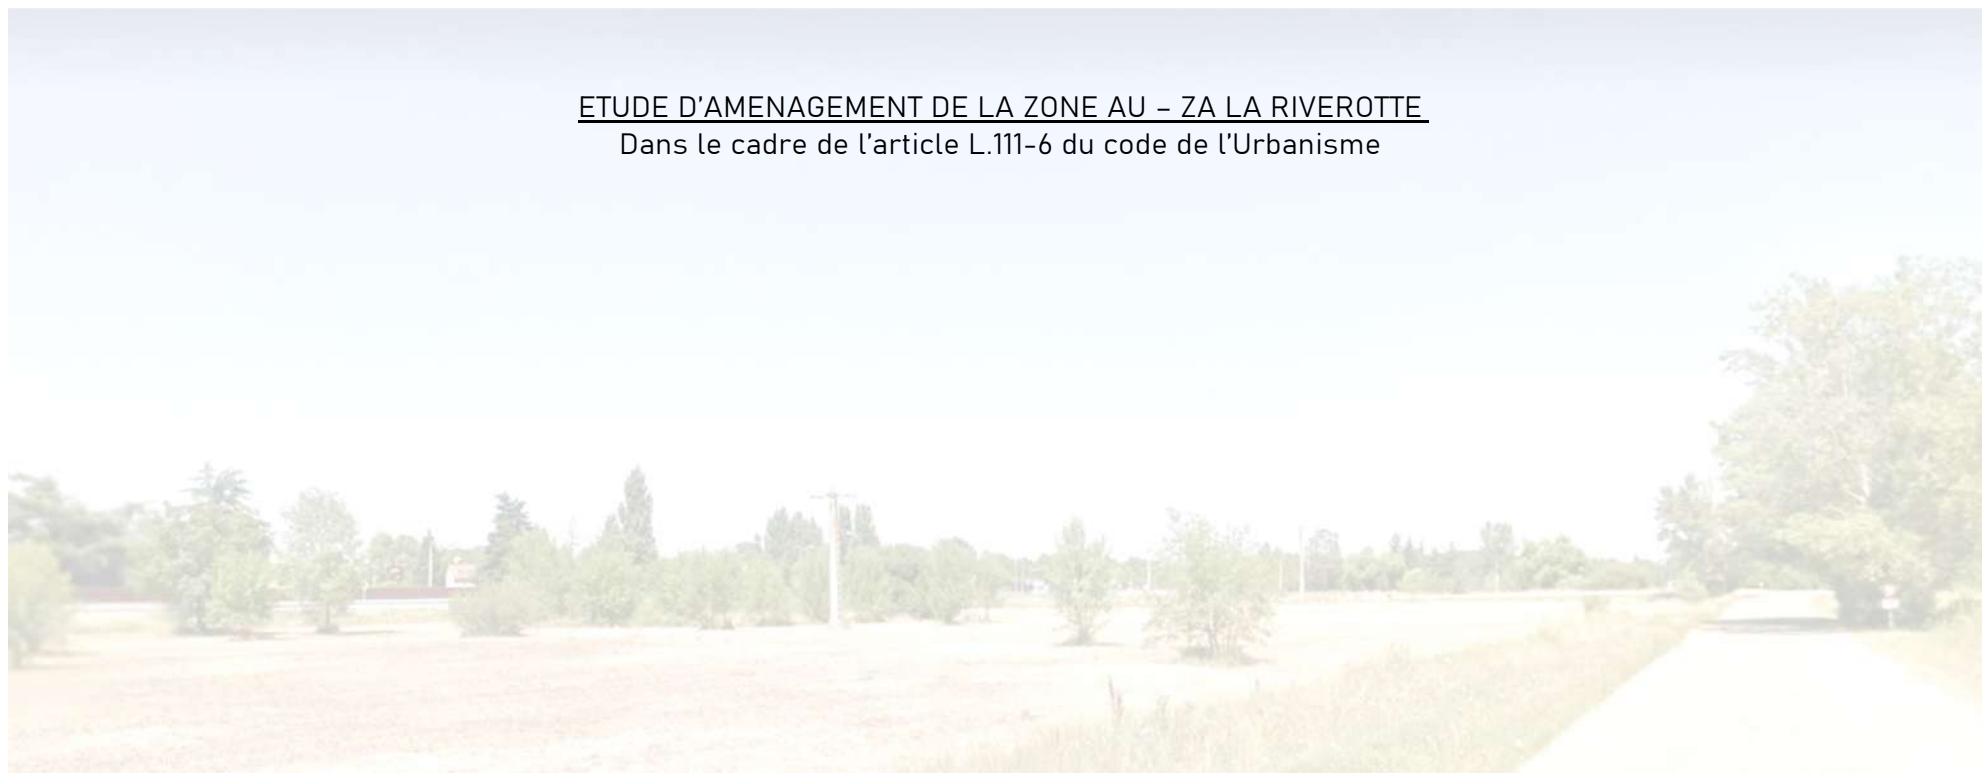 ETUDE D’AMENAGEMENT DE LA ZONE AU – ZA LA RIVEROTTE
Dans le cadre de l’article L.111-6 du code de l’Urbanisme